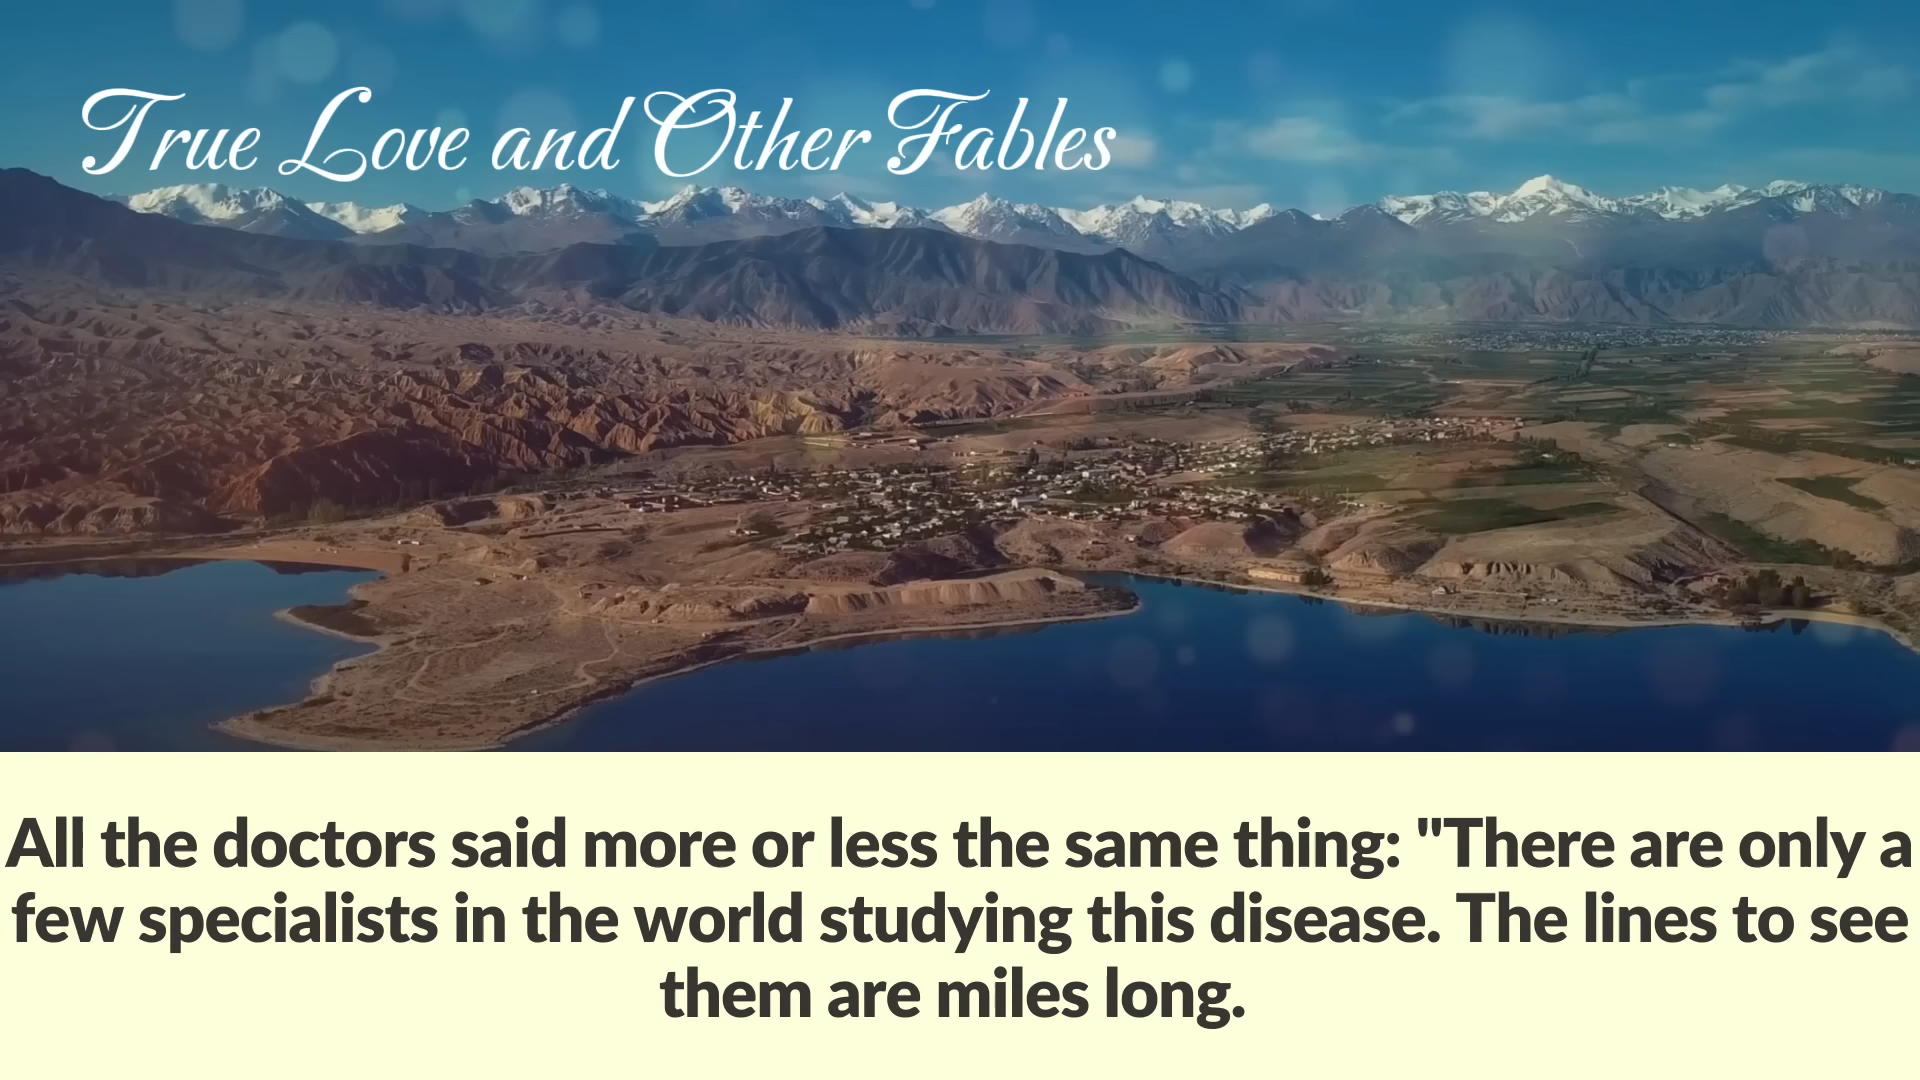 True Love and Other Fables
All the doctors said more or less the same thing: "There are only a
few specialists in the world studying this disease. The lines to see
them are miles long.